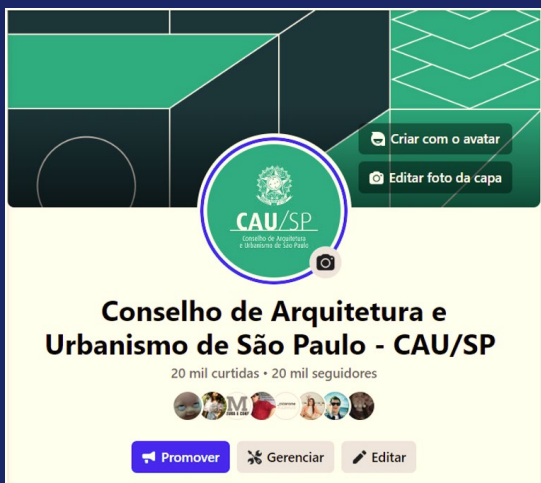 Criar com o avatar
Editar foto da capa
CAU/SP
Conselho de Arquitetura
e Urbanismo de São Paulo
Conselho de Arquitetura e
Urbanismo de São Paulo - CAU/SP
20 mil curtidas • 20 mil seguidores
M
Promover
Gerenciar
Editar